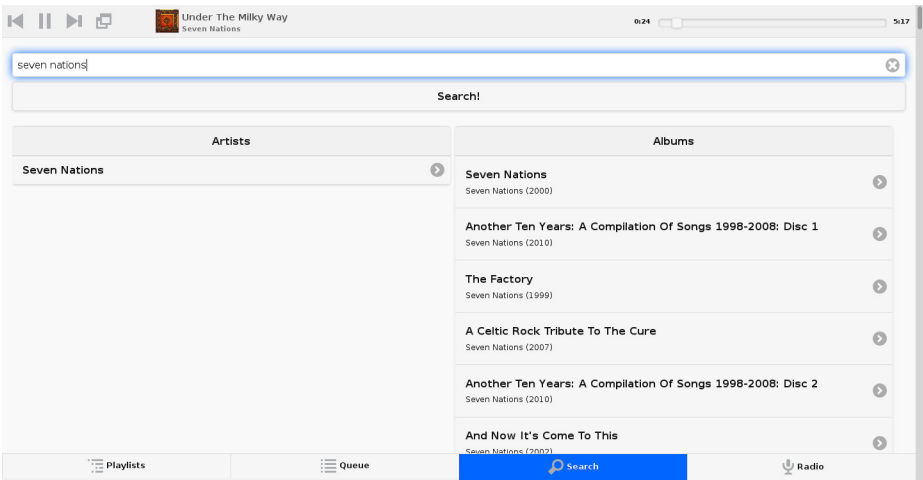 Under The Milky Way
Seven Nations
0:24
5:17
seven nations
Search!
Artists
Seven Nations
Albums
Seven Nations
Seven Nations (2000)
Another Ten Years: A Compilation Of Songs 1998-2008: Disc 1
Seven Nations (2010)
The Factory
Seven Nations (1999)
A Celtic Rock Tribute To The Cure
Seven Nations (2007)
Another Ten Years: A Compilation Of Songs 1998-2008: Disc 2
Seven Nations (2010)
And Now It's Come To This
Seven Nations (2002)
Playlists
Queue
Search
Radio